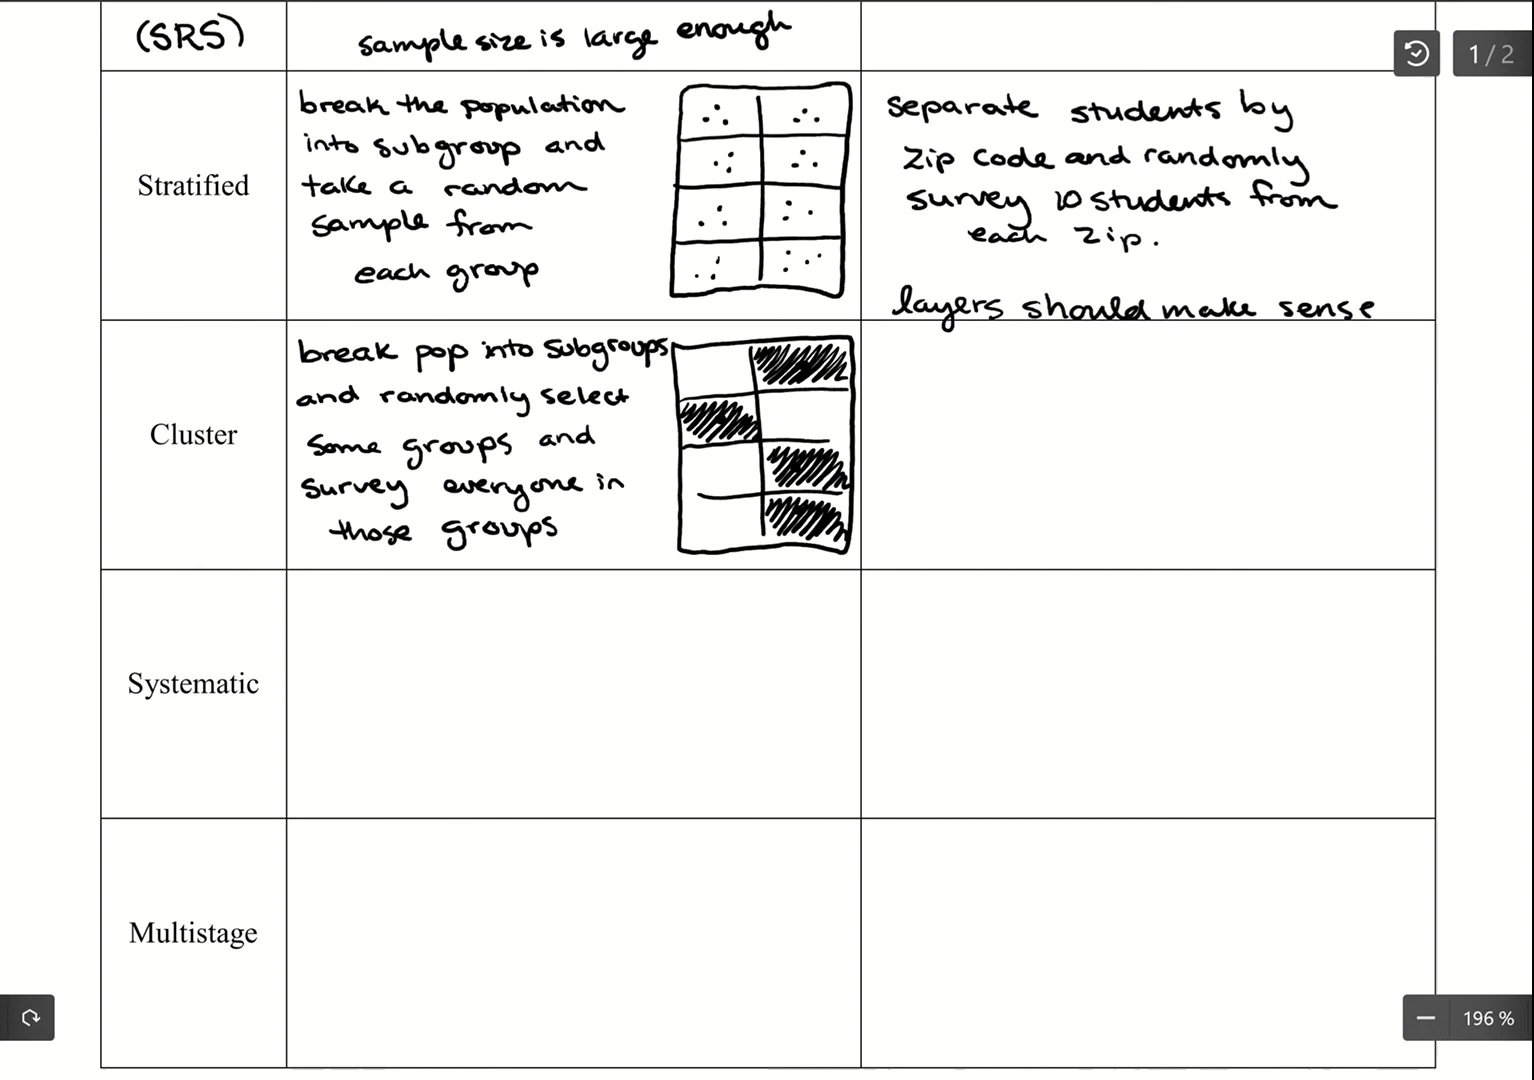 (SRS)
sample size is large enough
1 / 2
Stratified
break the population
into subgroup and
take a random
sample from
each group
separate students by
zip code and randomly
survey 10 students from
each zip.
layers should make sense
Cluster
break pop into subgroups
and randomly select
some groups and
survey everyone in
those groups
Systematic
Multistage
196 %